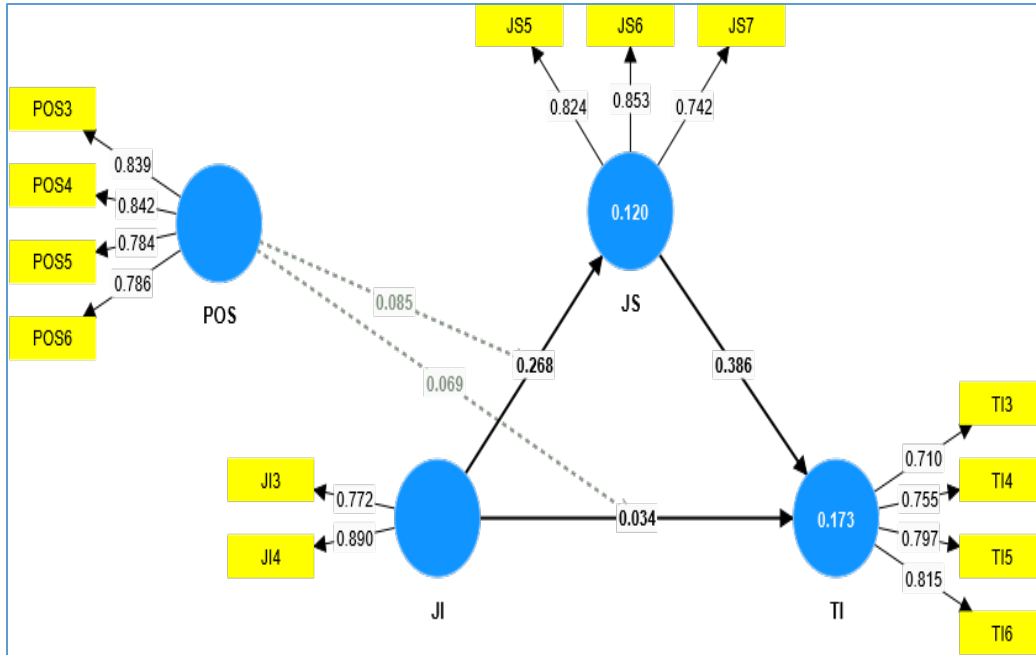 JS5
JS6
JS7
0.824
0.853
0.742
POS3
POS4
POS5
POS6
0.839
0.842
0.784
0.786
POS
0.120
JS
0.085
0.069
0.268
0.386
JI3
JI4
0.772
0.890
JI
0.034
0.173
TI
0.710
0.755
0.797
0.815
TI3
TI4
TI5
TI6